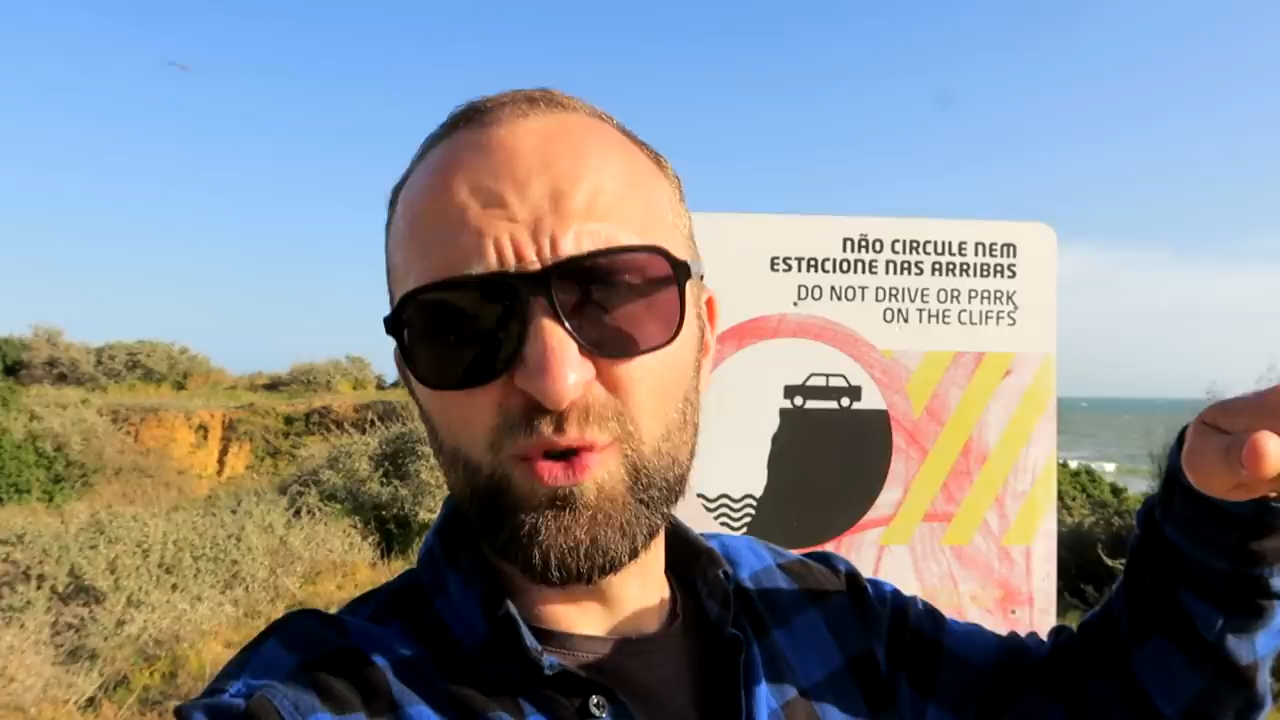 NÃO CIRCULE NEM
ESTACIONE NAS ARRIBAS
DO NOT DRIVE OR PARK
ON THE CLIFFS